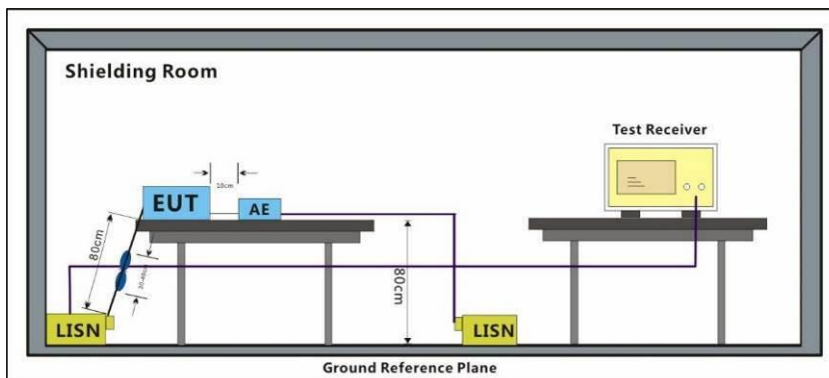 Shielding Room
Test Receiver
10cm
EUT
AE
80cm
80cm
LISN
LISN
Ground Reference Plane